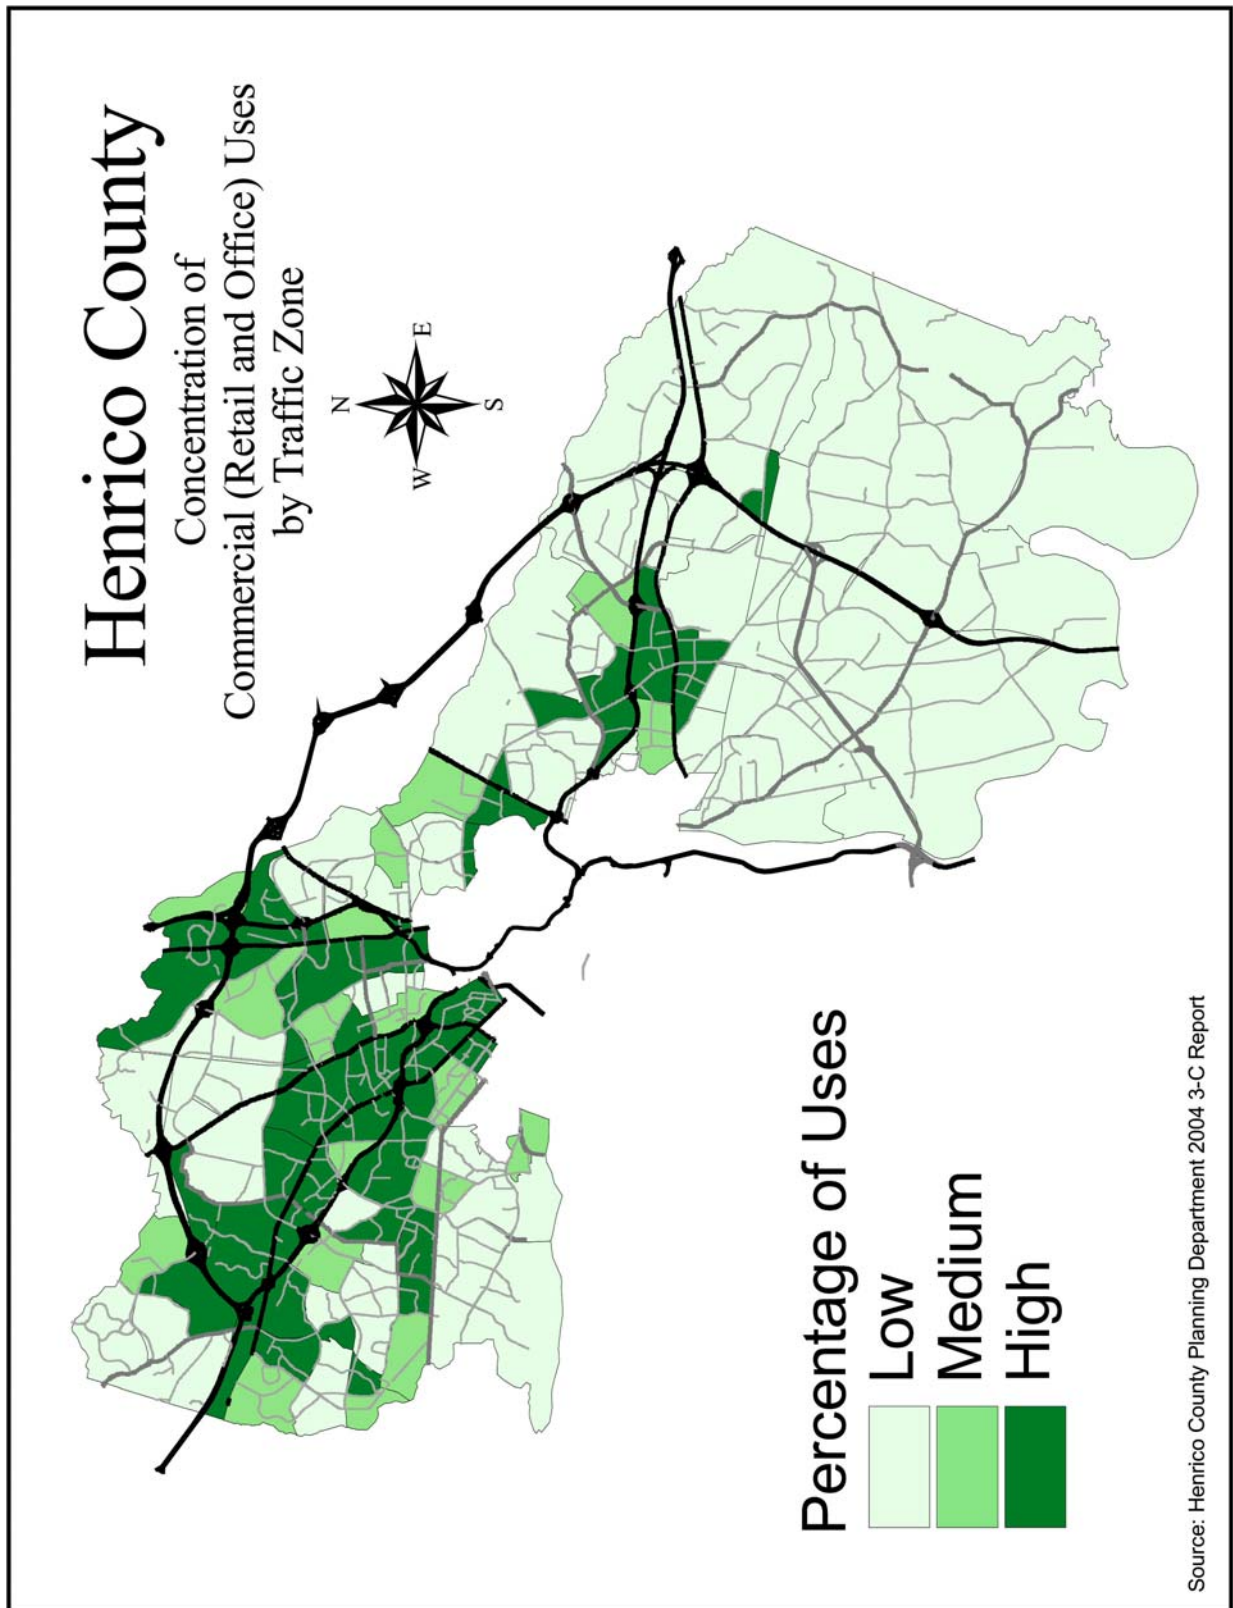 Henrico County
Concentration of
Commercial (Retail and Office) Uses
by Traffic Zone
N
W
E
S
Percentage of Uses
Low
Medium
High
Source: Henrico County Planning Department 2004 3-C Report